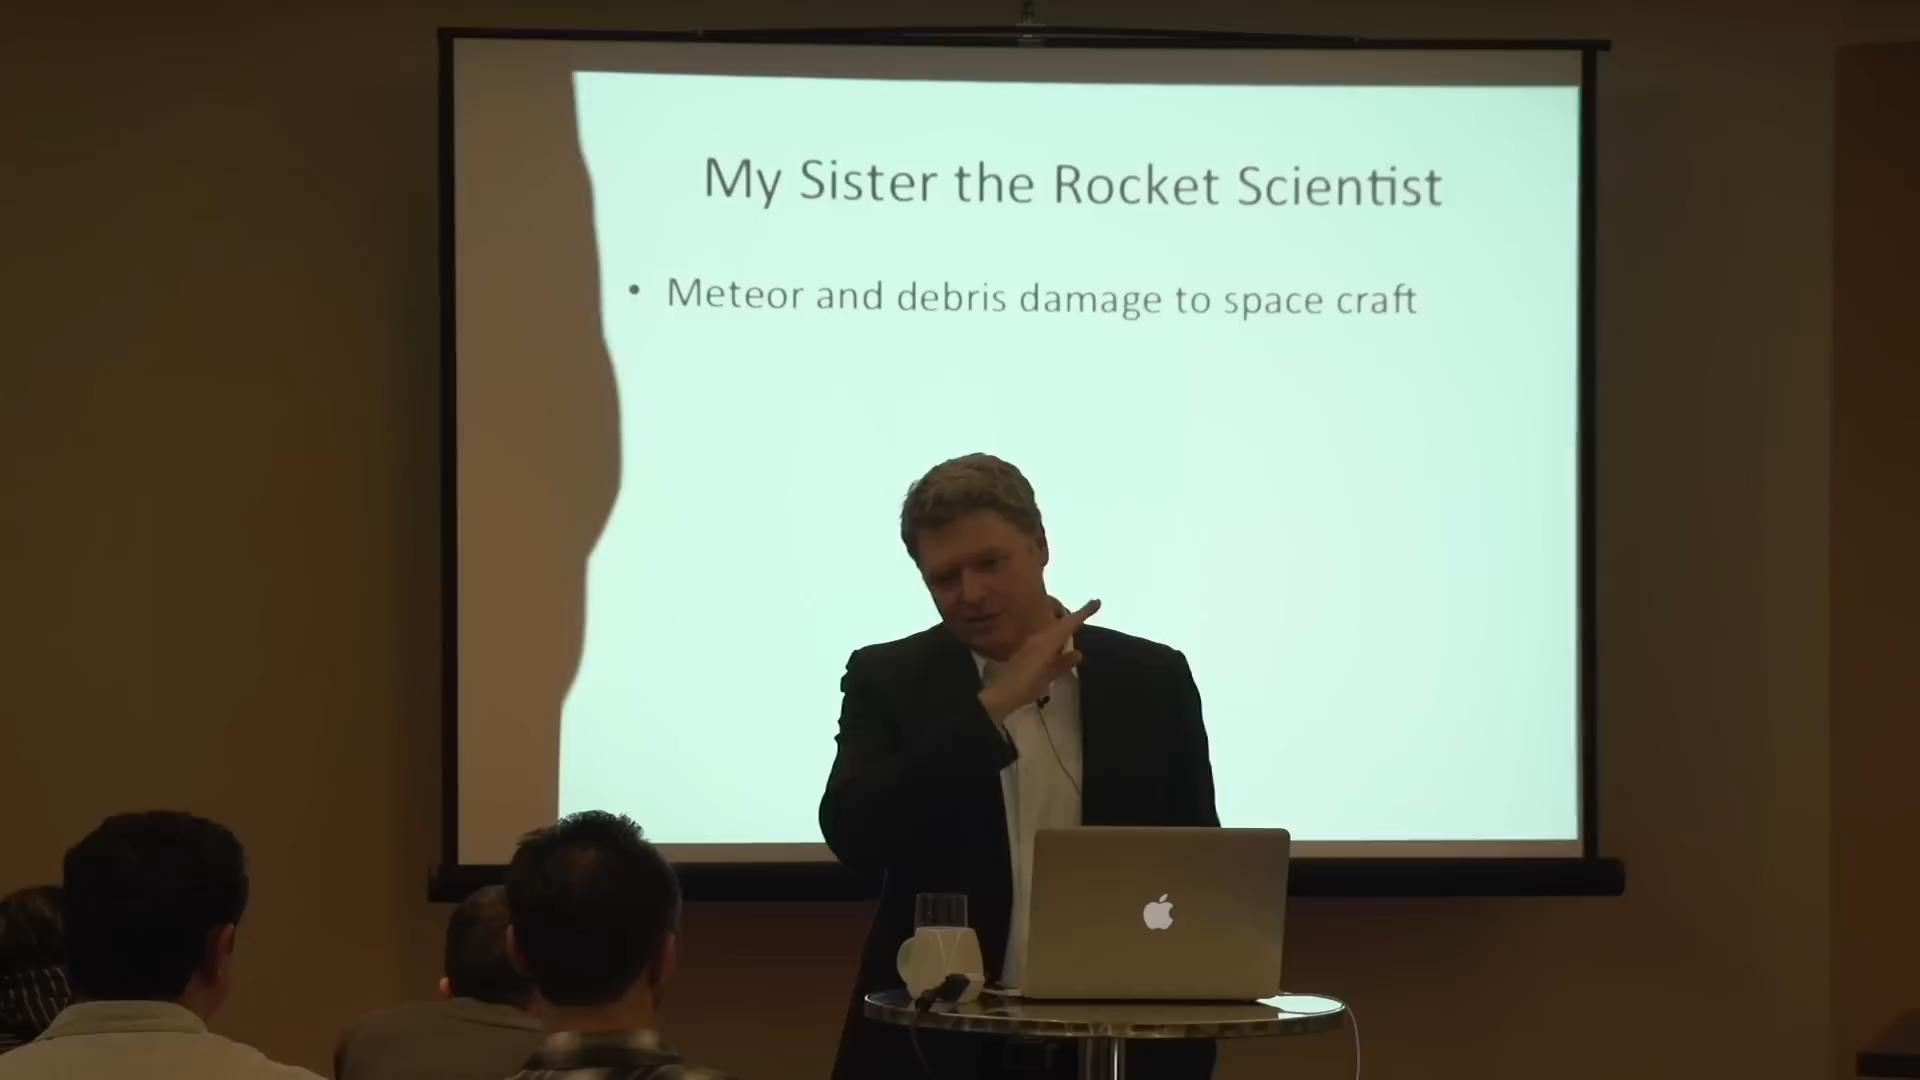 My Sister the Rocket Scientist
• Meteor and debris damage to space craft